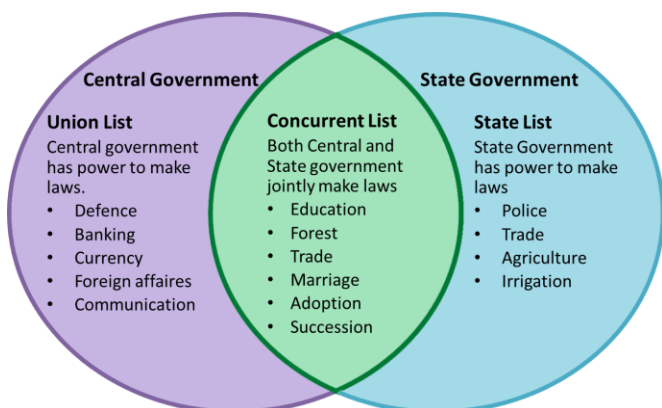 Central Government
State Government
Union List
Central government
has power to make
laws.
• Defence
• Banking
• Currency
• Foreign affaires
• Communication
Concurrent List
Both Central and
State government
jointly make laws
• Education
• Forest
• Trade
• Marriage
• Adoption
• Succession
State List
State Government
has power to make
laws
• Police
• Trade
• Agriculture
• Irrigation